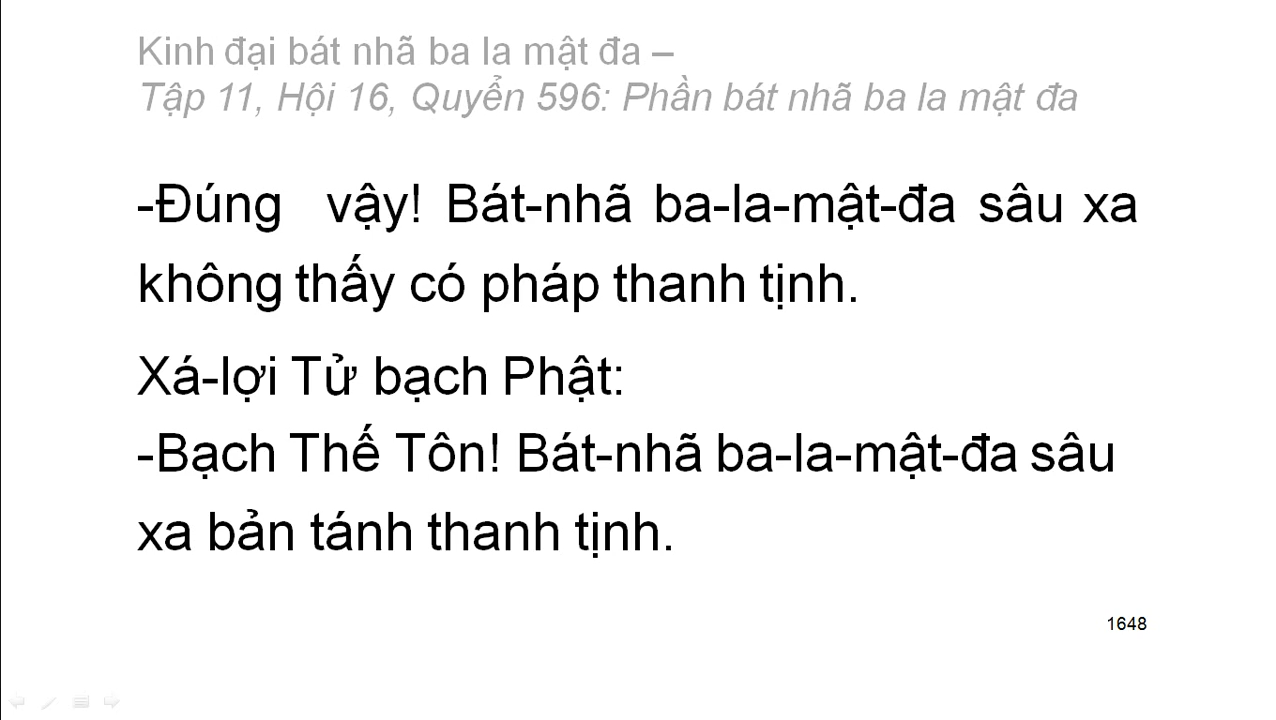 Kinh đại bát nhã ba la mật đa –
Tập 11, Hội 16, Quyển 596: Phần bát nhã ba la mật đa
-Đúng vậy! Bát-nhã ba-la-mật-đa sâu xa
không thấy có pháp thanh tịnh.
Xá-lợi Tử bạch Phật:
-Bạch Thế Tôn! Bát-nhã ba-la-mật-đa sâu
xa bản tánh thanh tịnh.
1648